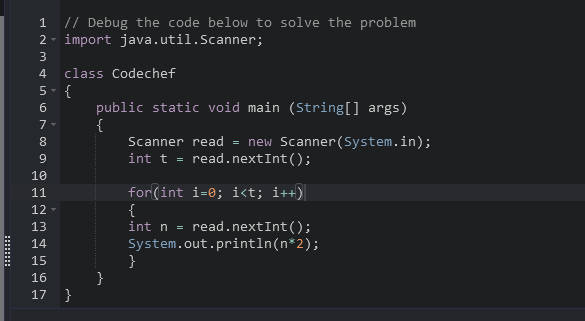 1 // Debug the code below to solve the problem
2 import java.util.Scanner;
3
4 class Codechef
5 {
6 public static void main (String[] args)
7 {
8 Scanner read = new Scanner(System.in);
9 int t = read.nextInt();
10
11 for(int i=0; i<t; i++)
12 {
13 int n = read.nextInt();
14 System.out.println(n*2);
15 }
16 }
17 }